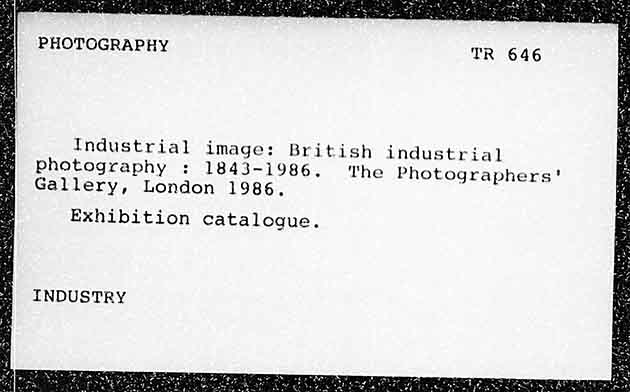 PHOTOGRAPHY
TR 646
Industrial image: British industrial
photography : 1843-1986. The Photographers'
Gallery, London 1986.
Exhibition catalogue.
INDUSTRY